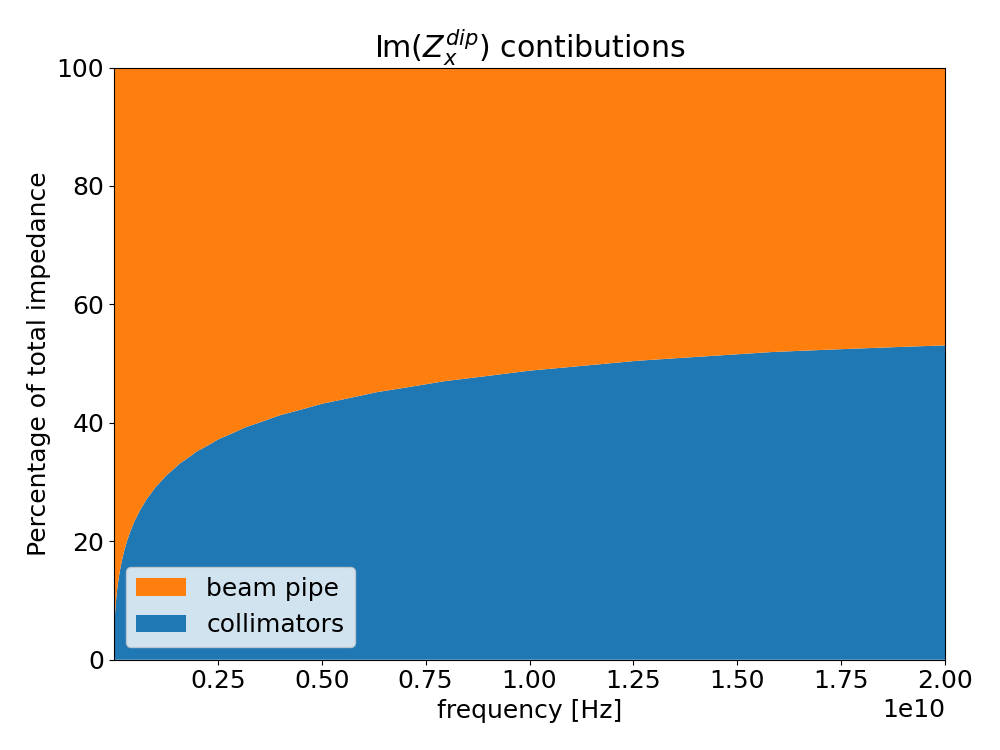 Im(Z_x^dip) contibutions
Percentage of total impedance
100
80
60
40
20
0
beam pipe
collimators
0.25 0.50 0.75 1.00 1.25 1.50 1.75 2.00
frequency [Hz]
1e10